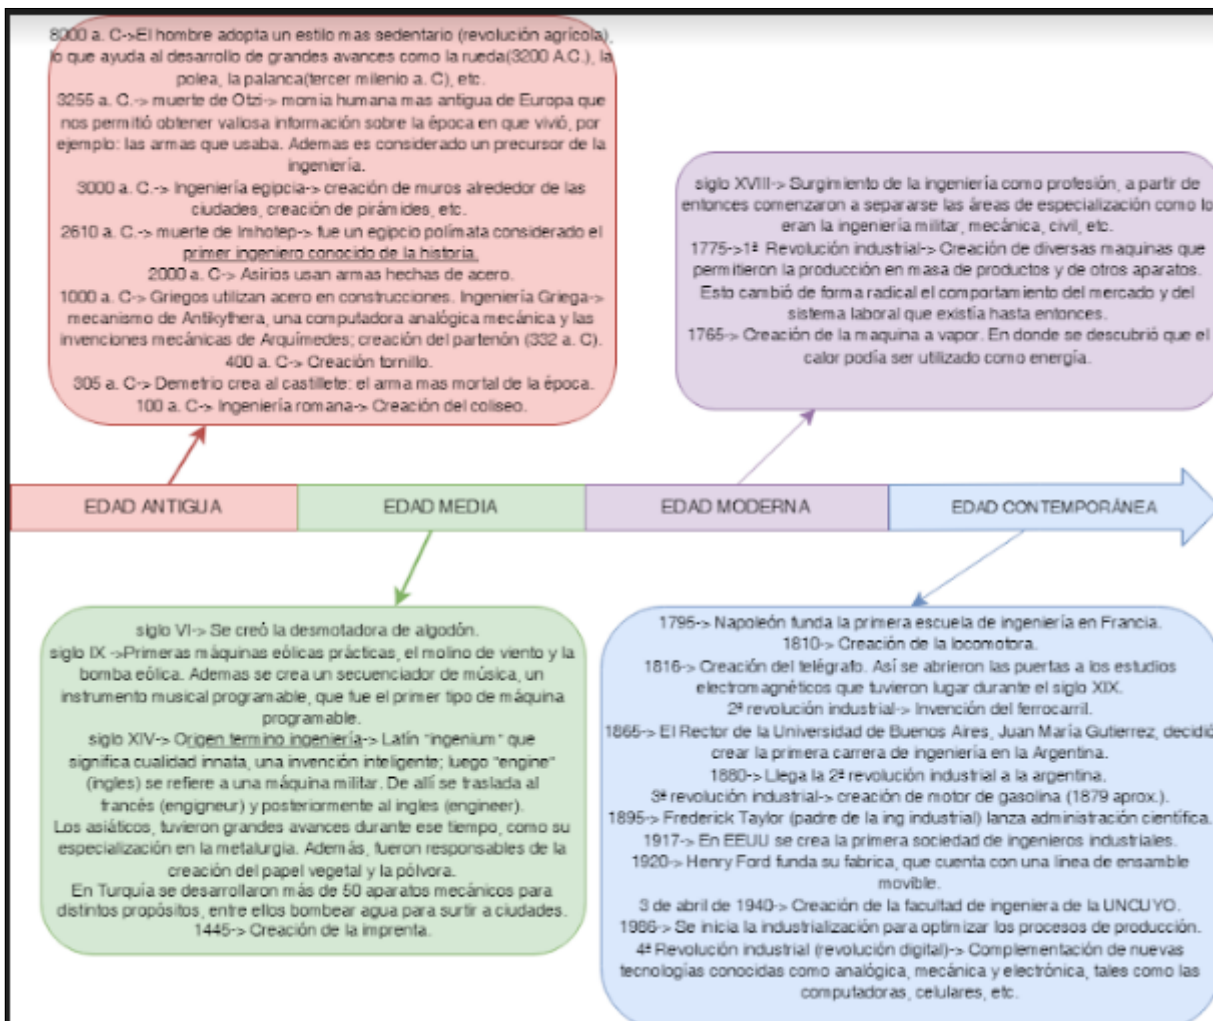 8000 a. C->El hombre adopta un estilo mas sedentario (revolución agrícola),
lo que ayuda al desarrollo de grandes avances como la rueda(3200 A.C.), la
polea, la palanca(tercer milenio a. C), etc.
3255 a. C.-> muerte de Otzi-> momia humana mas antigua de Europa que
nos permitió obtener valiosa información sobre la época en que vivió, por
ejemplo: las armas que usaba. Ademas es considerado un precursor de la
ingeniería.
3000 a. C.-> Ingeniería egipcia-> creación de muros alrededor de las
ciudades, creación de pirámides, etc.
2610 a. C.-> muerte de Imhotep-> fue un egipcio polímata considerado el
primer ingeniero conocido de la historia.
2000 a. C-> Asirios usan armas hechas de acero.
1000 a. C-> Griegos utilizan acero en construcciones. Ingeniería Griega->
mecanismo de Antikythera, una computadora analógica mecánica y las
invenciones mecánicas de Arquímedes; creación del partenón (332 a. C).
400 a. C-> Creación tornillo.
305 a. C-> Demetrio crea al castillete: el arma mas mortal de la época.
100 a. C-> Ingeniería romana-> Creación del coliseo.
siglo XVIII-> Surgimiento de la ingeniería como profesión, a partir de
entonces comenzaron a separarse las áreas de especialización como lo
eran la ingeniería militar, mecánica, civil, etc.
1775->1ª Revolución industrial-> Creación de diversas maquinas que
permitieron la producción en masa de productos y de otros aparatos.
Esto cambió de forma radical el comportamiento del mercado y del
sistema laboral que existía hasta entonces.
1765-> Creación de la maquina a vapor. En donde se descubrió que el
calor podía ser utilizado como energía.
EDAD ANTIGUA
EDAD MEDIA
EDAD MODERNA
EDAD CONTEMPORÁNEA
siglo VI-> Se creó la desmotadora de algodón.
siglo IX ->Primeras máquinas eólicas prácticas, el molino de viento y la
bomba eólica. Ademas se crea un secuenciador de música, un
instrumento musical programable, que fue el primer tipo de máquina
programable.
siglo XIV-> Origen termino ingeniería-> Latín "ingenium" que
significa cualidad innata, una invención inteligente; luego "engine"
(ingles) se refiere a una máquina militar. De allí se traslada al
francés (engigneur) y posteriormente al ingles (engineer).
Los asiáticos, tuvieron grandes avances durante ese tiempo, como su
especialización en la metalurgia. Además, fueron responsables de la
creación del papel vegetal y la pólvora.
En Turquía se desarrollaron más de 50 aparatos mecánicos para
distintos propósitos, entre ellos bombear agua para surtir a ciudades.
1445-> Creación de la imprenta.
1795-> Napoleón funda la primera escuela de ingeniería en Francia.
1810-> Creación de la locomotora.
1816-> Creación del telégrafo. Así se abrieron las puertas a los estudios
electromagnéticos que tuvieron lugar durante el siglo XIX.
2ª revolución industrial-> Invención del ferrocarril.
1865-> El Rector de la Universidad de Buenos Aires, Juan María Gutierrez, decidió
crear la primera carrera de ingeniería en la Argentina.
1880-> Llega la 2ª revolución industrial a la argentina.
3ª revolución industrial-> creación de motor de gasolina (1879 aprox.).
1895-> Frederick Taylor (padre de la ing industrial) lanza administración científica.
1917-> En EEUU se crea la primera sociedad de ingenieros industriales.
1920-> Henry Ford funda su fabrica, que cuenta con una línea de ensamble
movible.
3 de abril de 1940-> Creación de la facultad de ingeniera de la UNCUYO.
1986-> Se inicia la industrialización para optimizar los procesos de producción.
4ª Revolución industrial (revolución digital)-> Complementación de nuevas
tecnologías conocidas como analógica, mecánica y electrónica, tales como las
computadoras, celulares, etc.